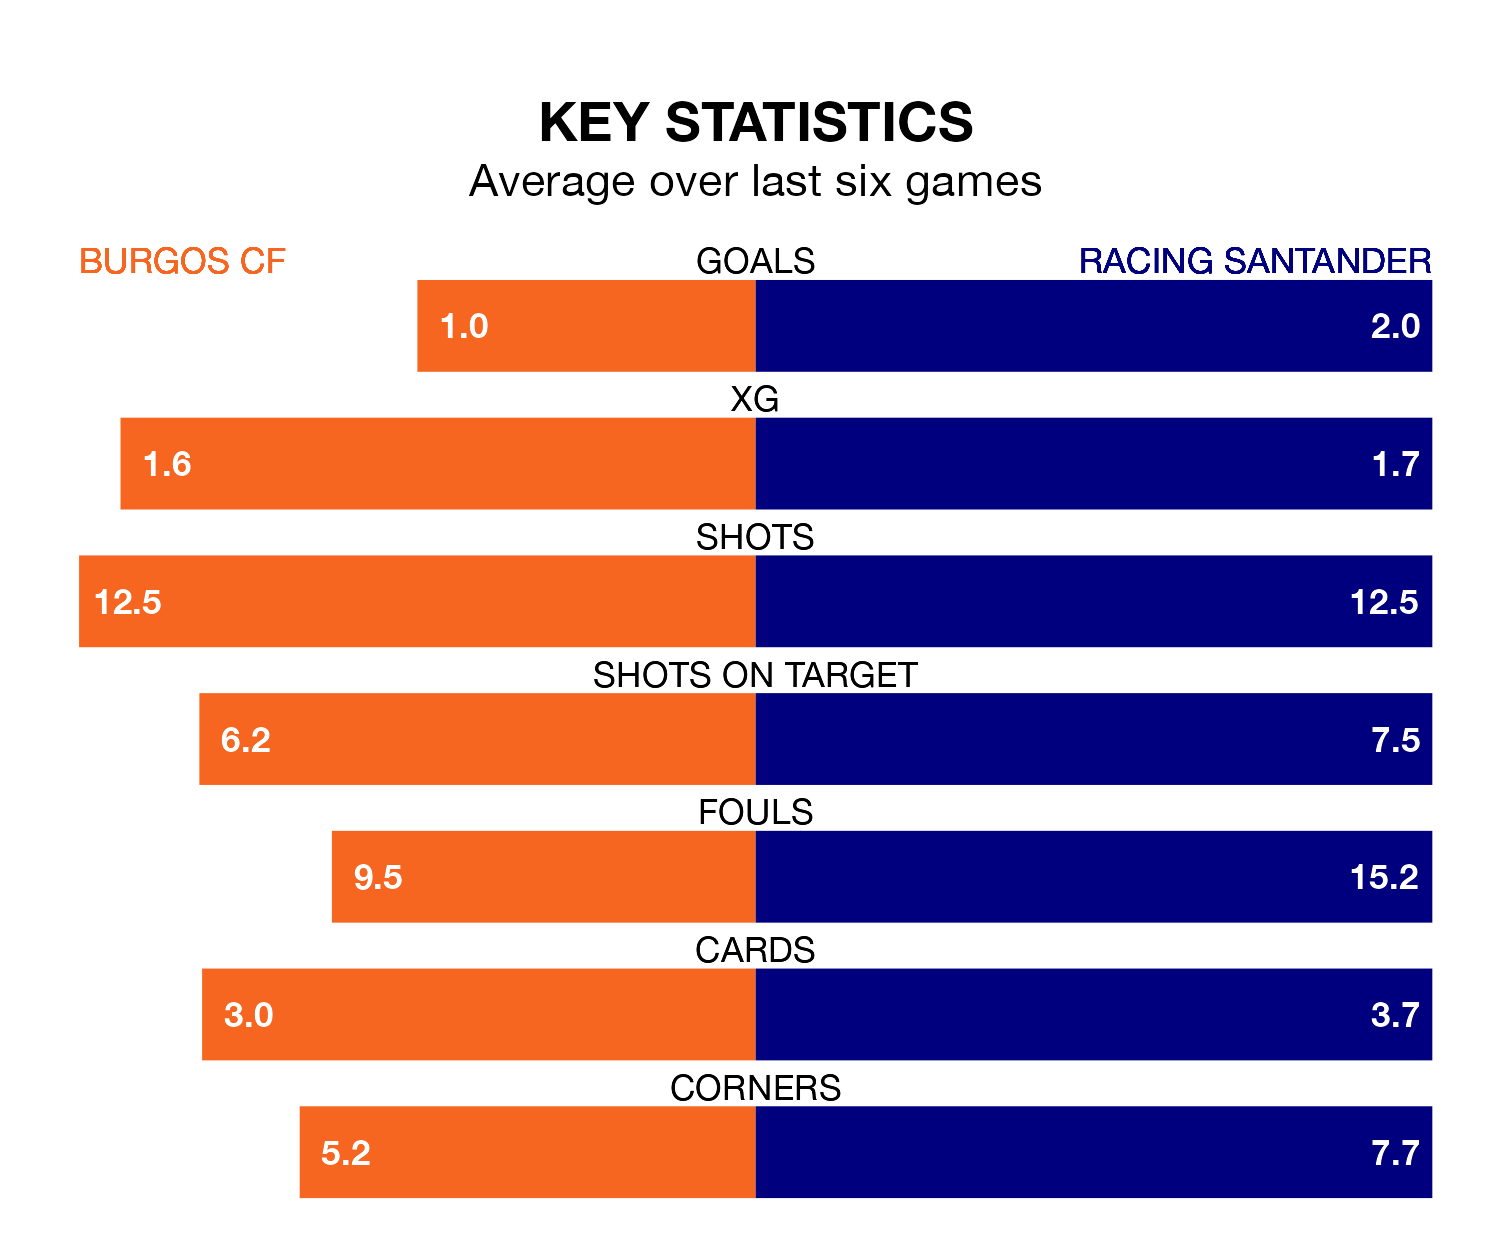 KEY STATISTICS
Average over last six games
BURGOS CF GOALS RACING SANTANDER
1.0 2.0
XG
1.6 1.7
SHOTS
12.5 12.5
SHOTS ON TARGET
6.2 7.5
FOULS
9.5 15.2
CARDS
3.0 3.7
CORNERS
5.2 7.7